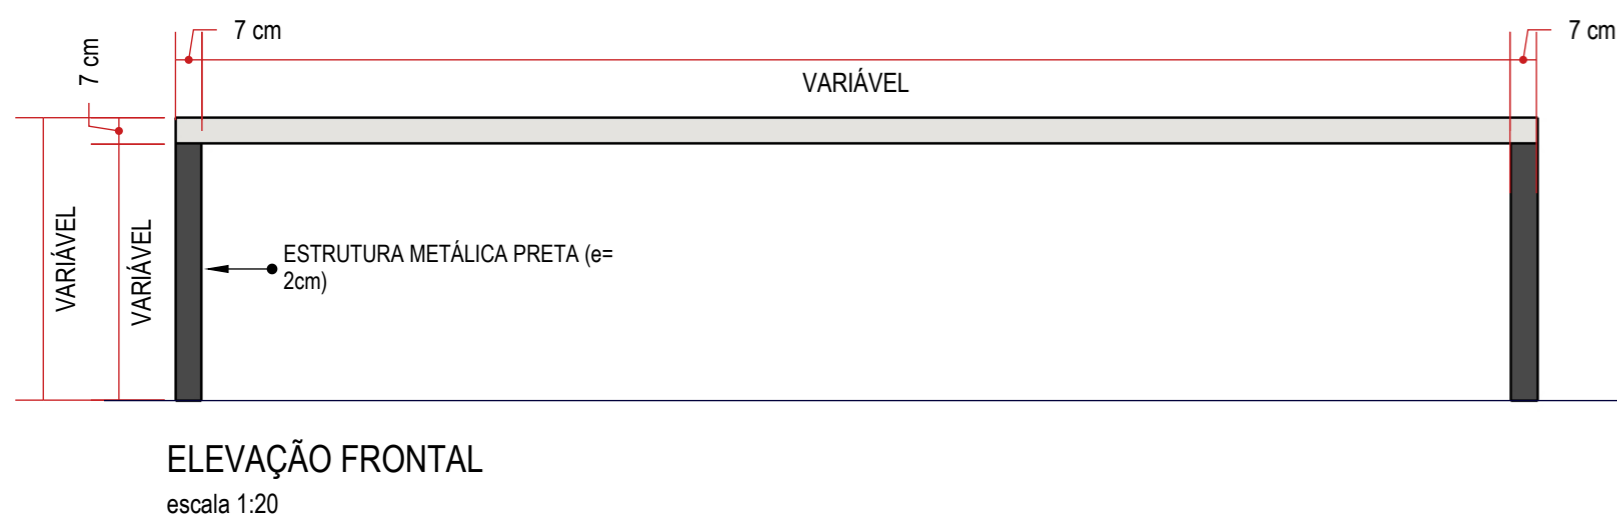 7 cm
7 cm
7 cm
VARIÁVEL
VARIÁVEL
VARIÁVEL
ESTRUTURA METÁLICA PRETA (e=
2cm)
ELEVAÇÃO FRONTAL
escala 1:20